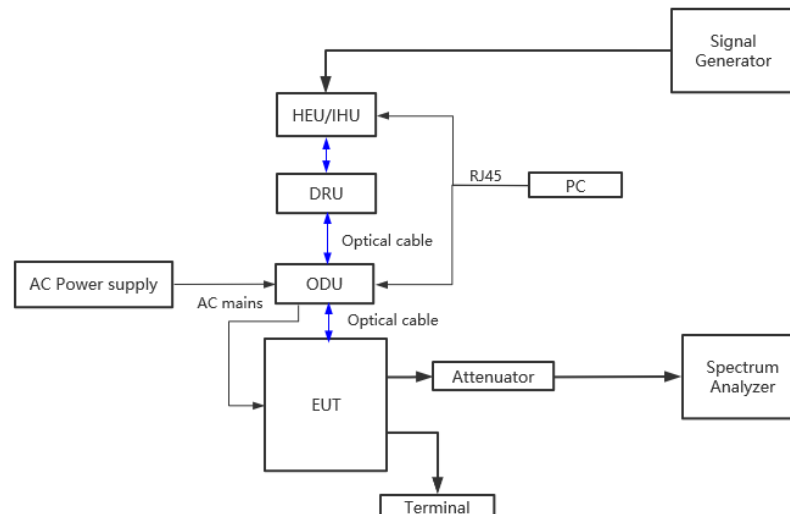 Signal
Generator
HEU/IHU
RJ45
PC
DRU
Optical cable
AC Power supply
ODU
AC mains
Optical cable
EUT
Attenuator
Spectrum
Analyzer
Terminal